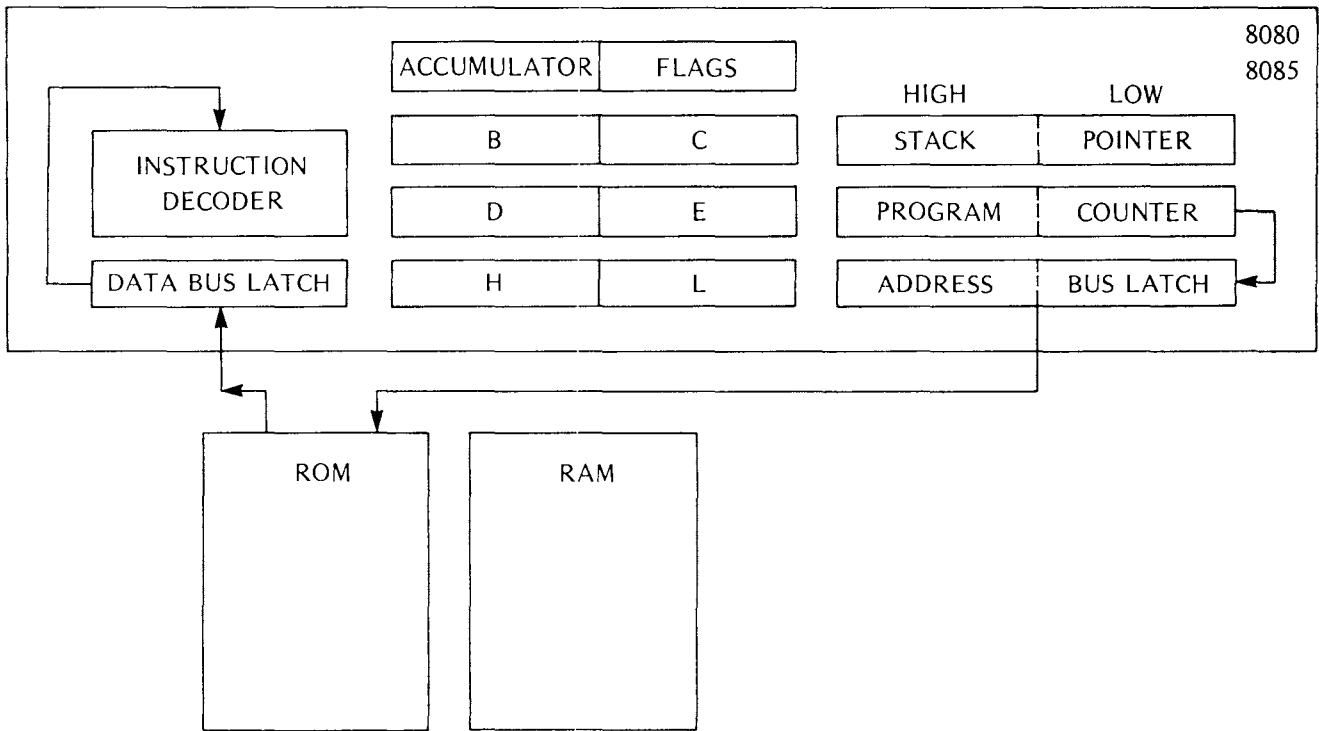 8080
8085
ACCUMULATOR FLAGS
HIGH LOW
B C
STACK POINTER
INSTRUCTION
DECODER
D E
PROGRAM COUNTER
DATA BUS LATCH
H L
ADDRESS BUS LATCH
ROM
RAM